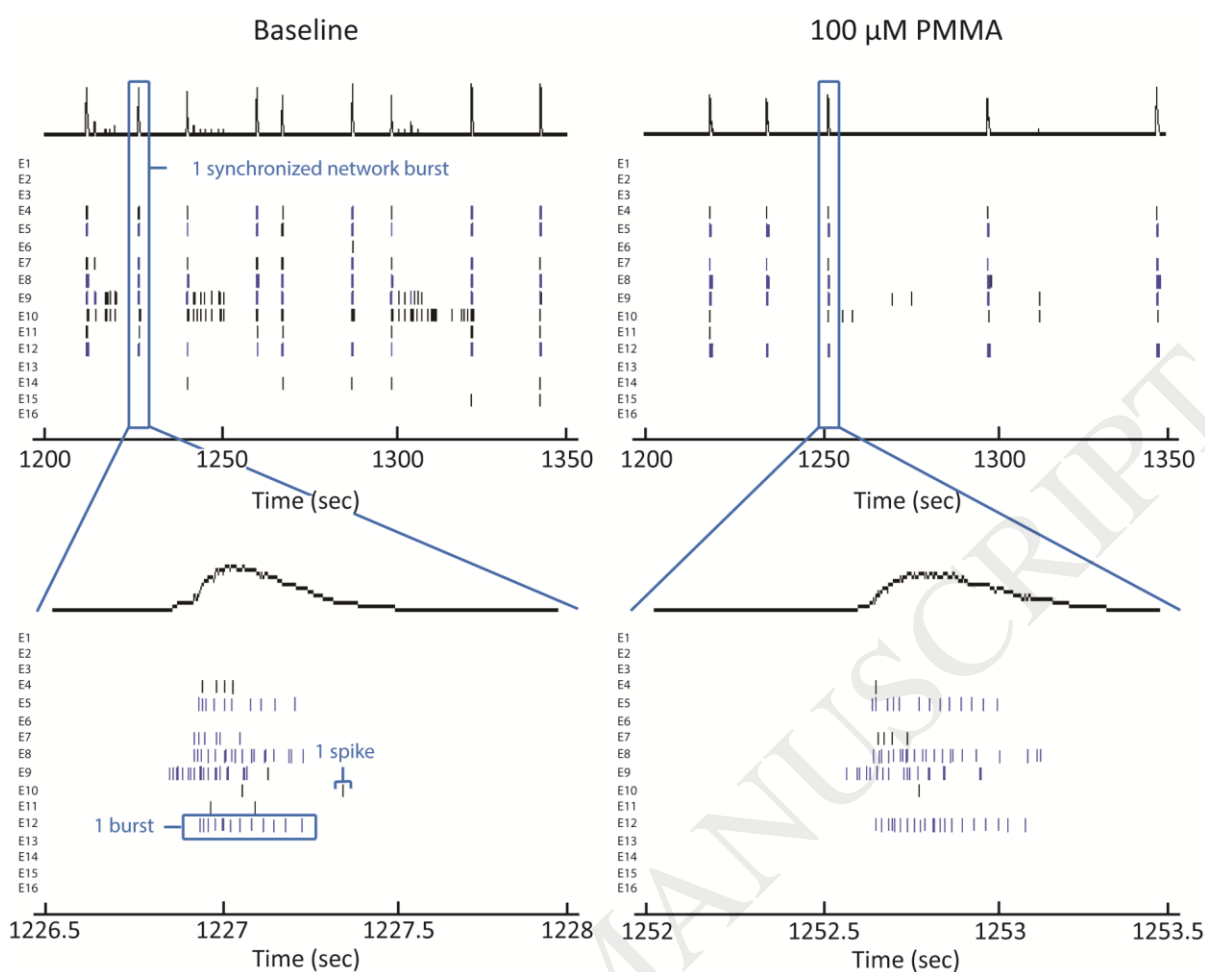 Baseline
100 µM PMMA
E1
E2
E3
E4
E5
E6
E7
E8
E9
E10
E11
E12
E13
E14
E15
E16
1 synchronized network burst
1200 1250 1300 1350
Time (sec)
E1
E2
E3
E4
E5
E6
E7
E8
E9
E10
E11
E12
E13
E14
E15
E16
1200 1250 1300 1350
Time (sec)
E1
E2
E3
E4
E5
E6
E7
E8
E9
E10
E11
E12
E13
E14
E15
E16
1 spike
1 burst
1226.5 1227 1227.5 1228
Time (sec)
E1
E2
E3
E4
E5
E6
E7
E8
E9
E10
E11
E12
E13
E14
E15
E16
1252 1252.5 1253 1253.5
Time (sec)
MANUSCRIPT